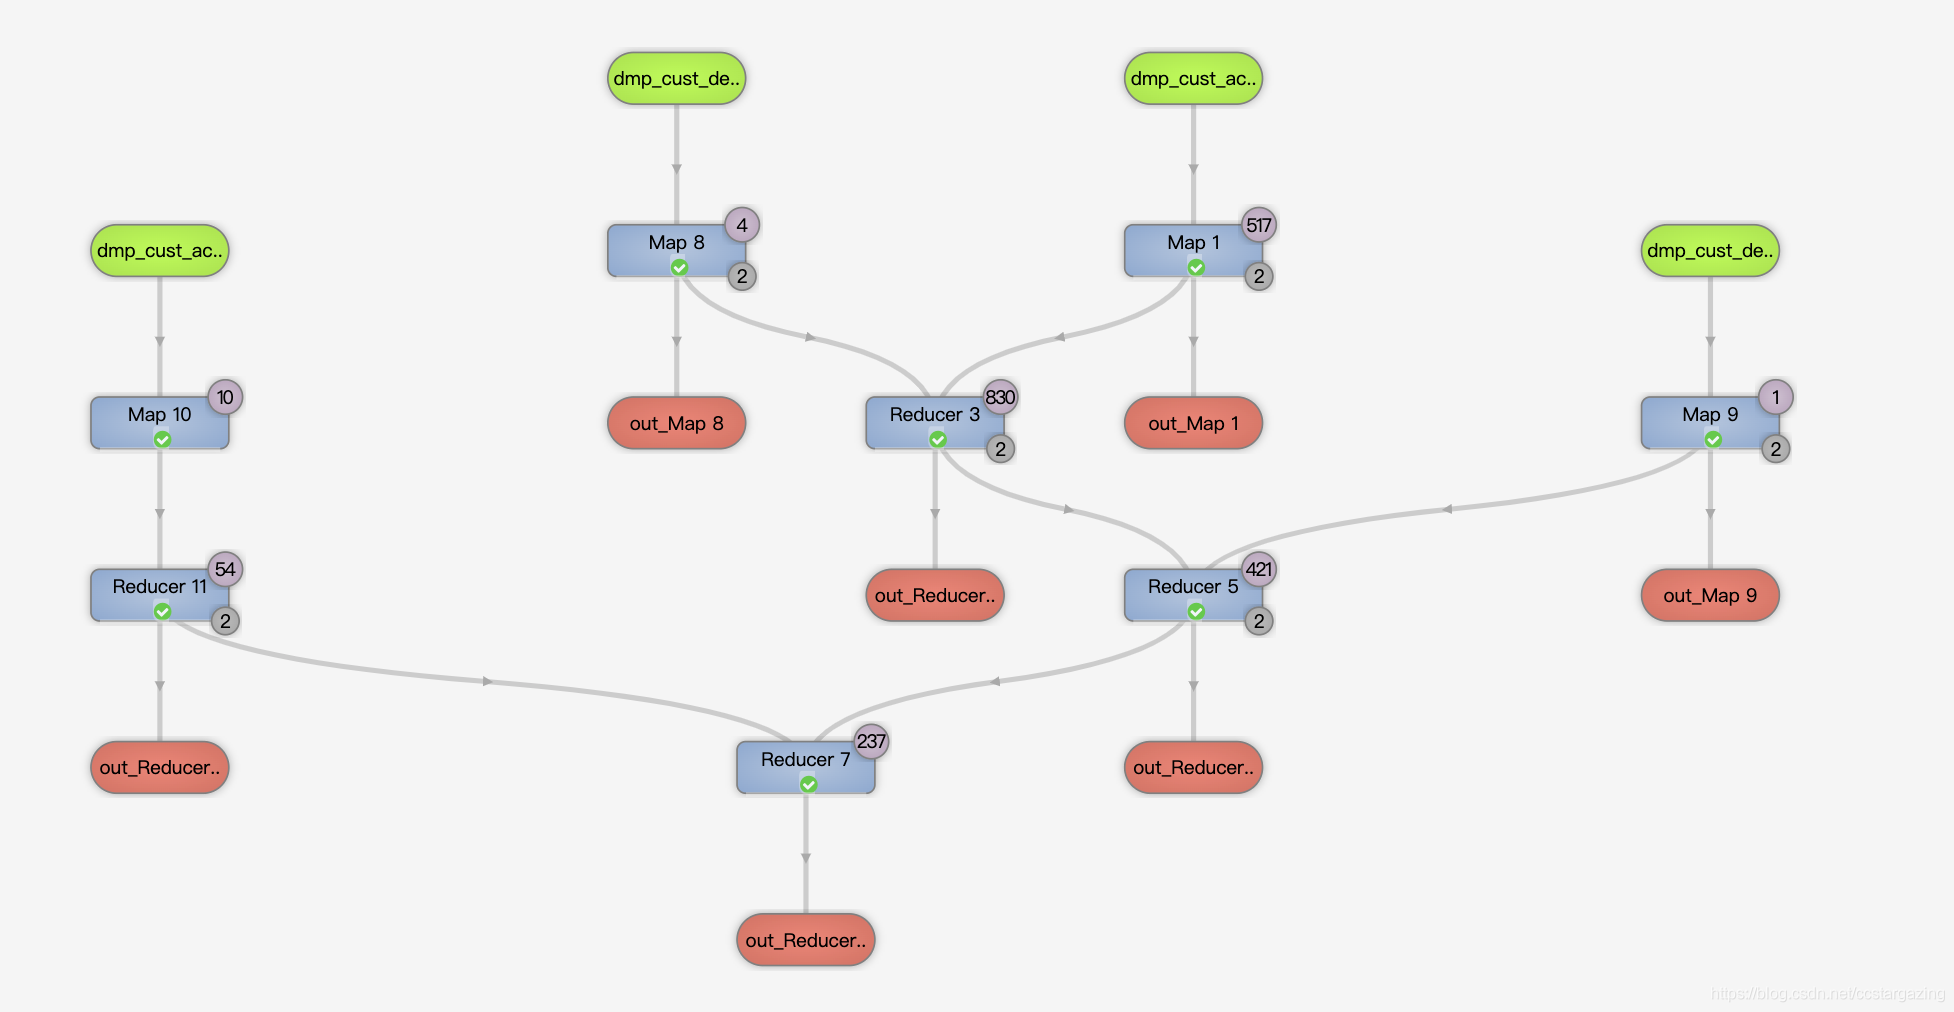 dmp_cust_de..
dmp_cust_ac..
4
517
Map 8
Map 1
2
2
dmp_cust_ac..
dmp_cust_de..
10
830
1
Map 10
out_Map 8
Reducer 3
out_Map 1
Map 9
2
2
54
421
Reducer 11
out_Reducer..
Reducer 5
out_Map 9
2
2
237
out_Reducer..
Reducer 7
out_Reducer..
out_Reducer..
https://blog.csdn.net/ccstargazing